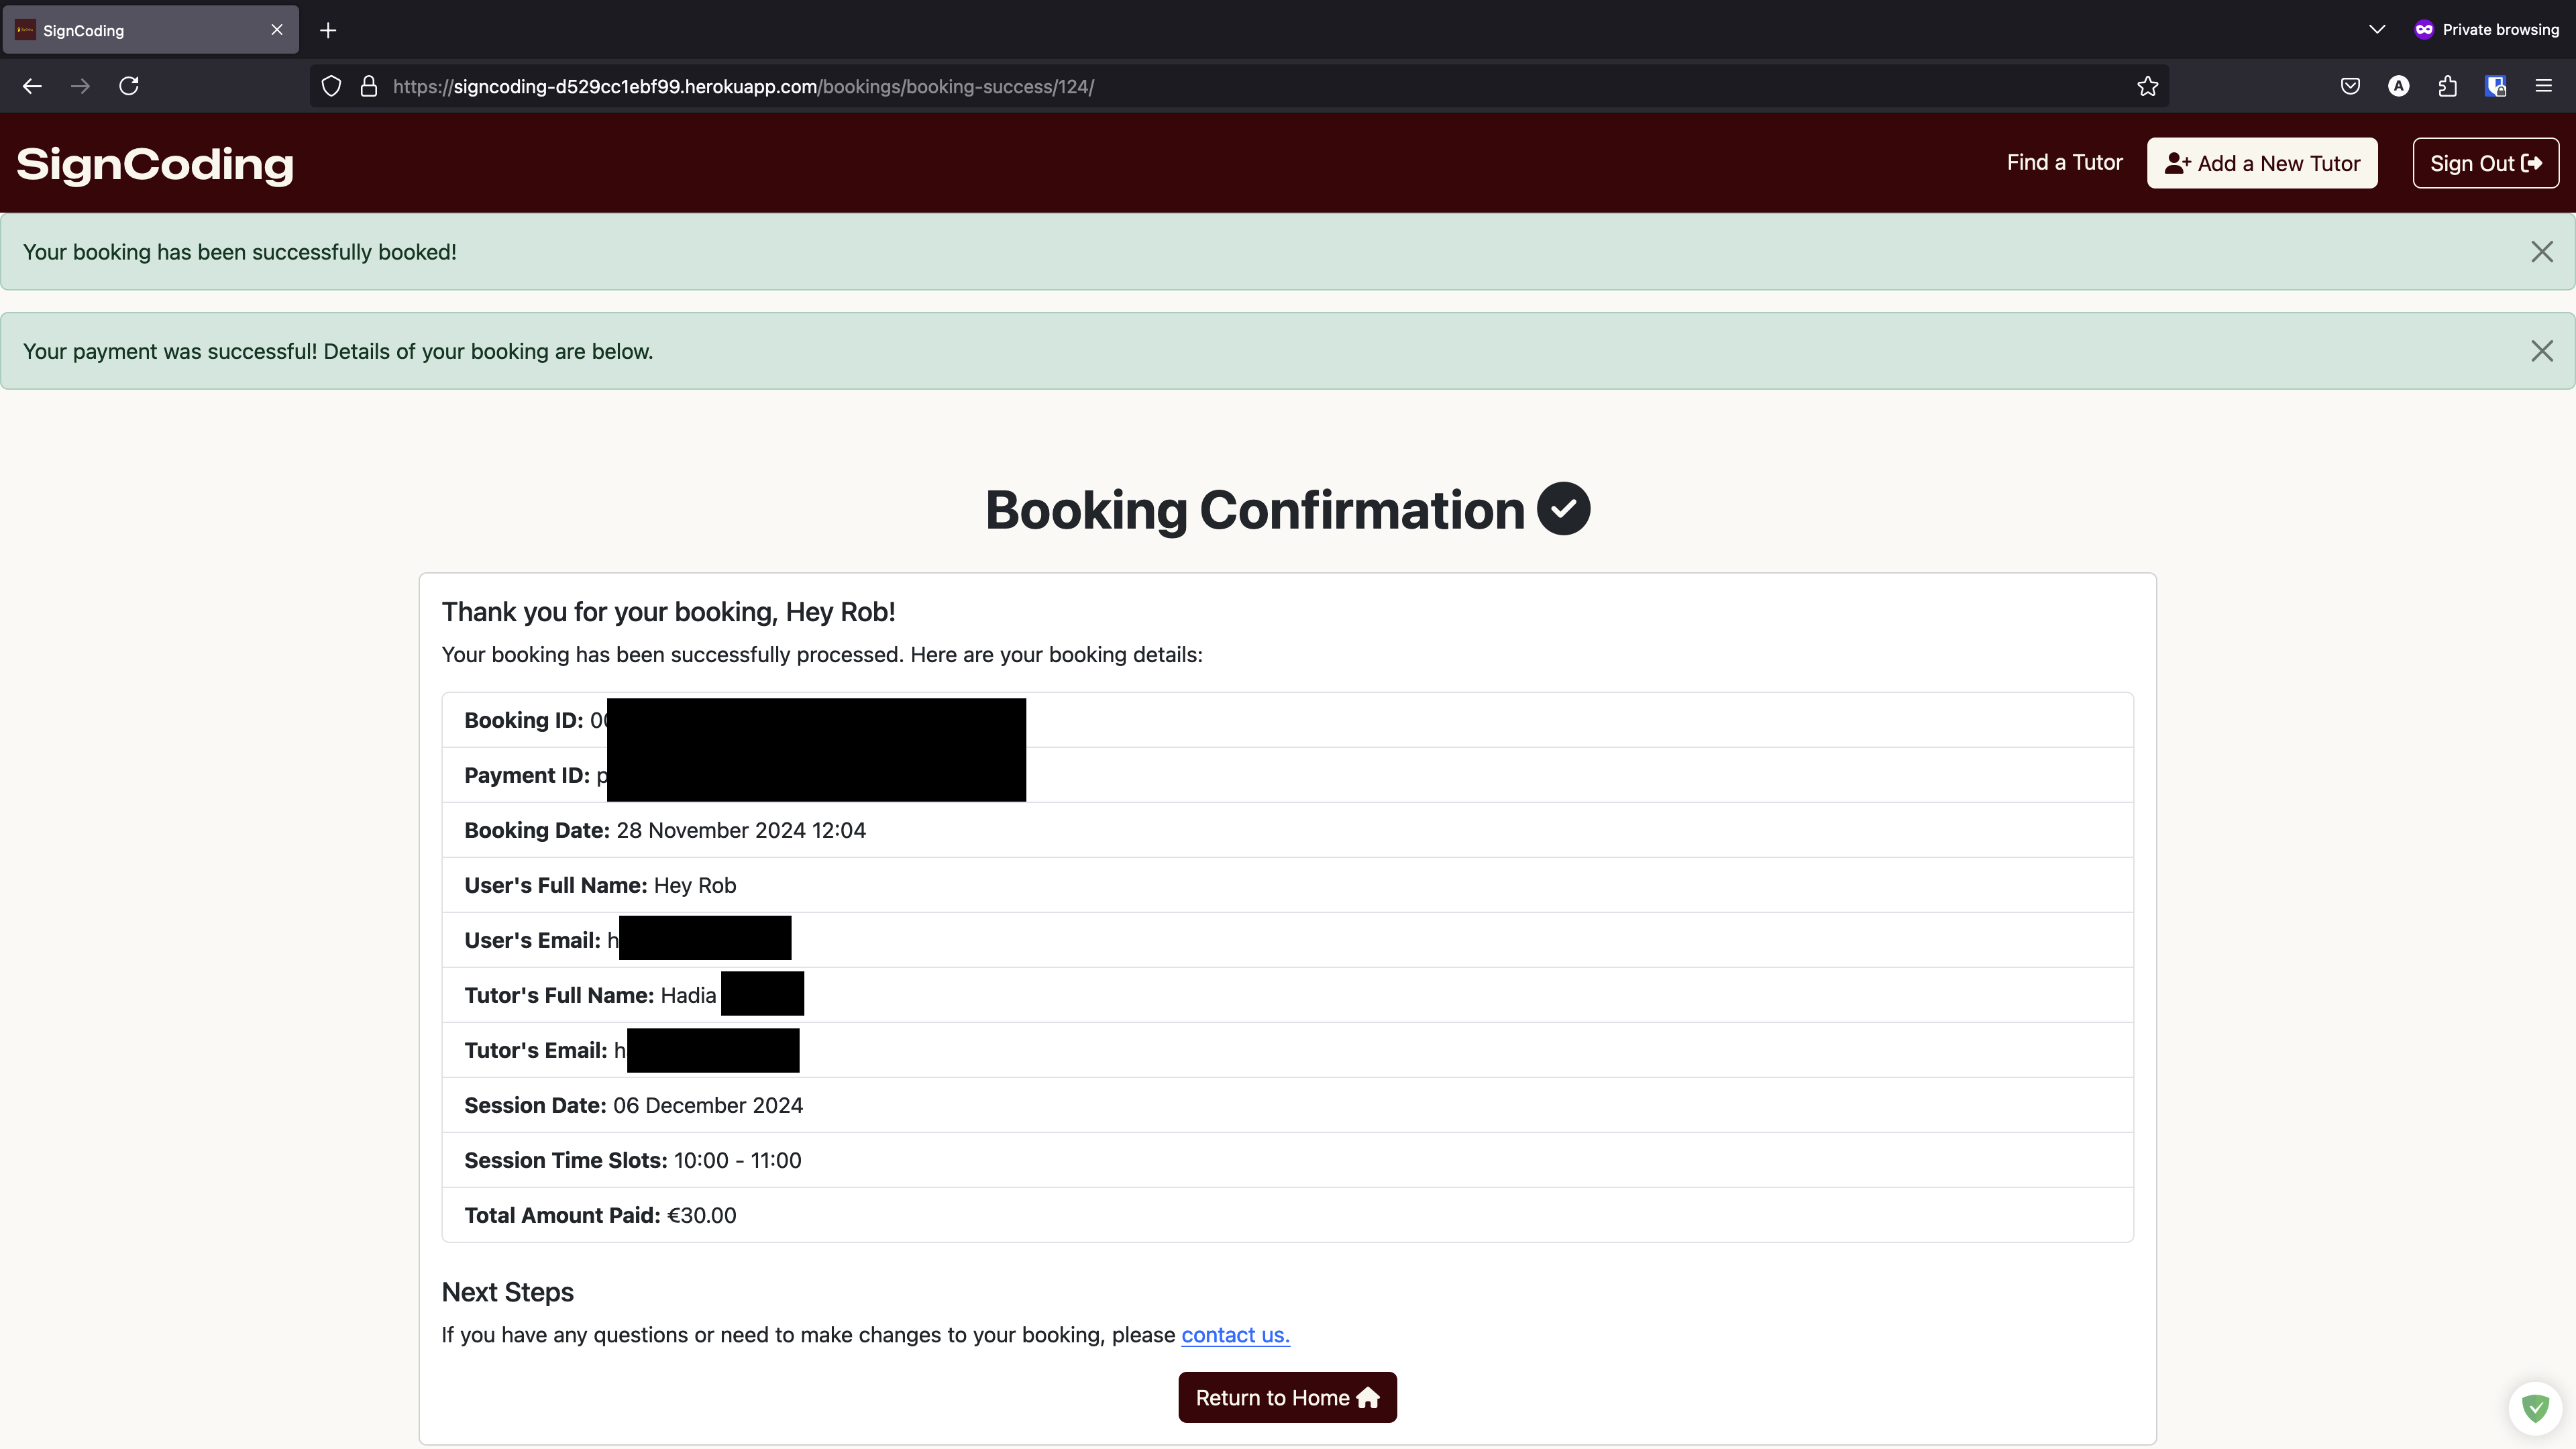 SignCoding
Private browsing
https://signcoding-d529cc1ebf99.herokuapp.com/bookings/booking-success/124/
SignCoding
Find a Tutor
Add a New Tutor
Sign Out
Your booking has been successfully booked!
Your payment was successful! Details of your booking are below.
Booking Confirmation
Thank you for your booking, Hey Rob!
Your booking has been successfully processed. Here are your booking details:
Booking ID:
Payment ID: p
Booking Date: 28 November 2024 12:04
User's Full Name: Hey Rob
User's Email: h
Tutor's Full Name: Hadia
Tutor's Email: h
Session Date: 06 December 2024
Session Time Slots: 10:00 - 11:00
Total Amount Paid: €30.00
Next Steps
If you have any questions or need to make changes to your booking, please contact us.
Return to Home